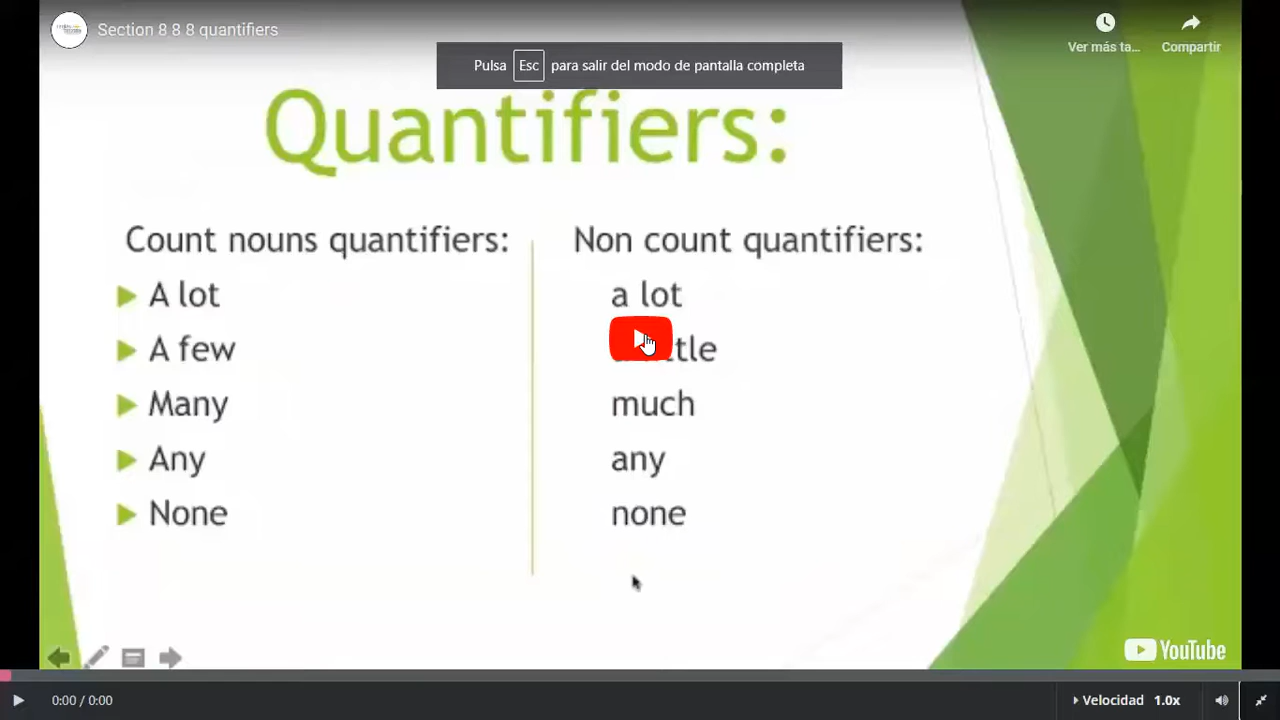 Section 8 8 8 quantifiers
Ver más ta...
Compartir
Pulsa Esc para salir del modo de pantalla completa
Quantifiers:
Count nouns quantifiers:
A lot
A few
Many
Any
None
Non count quantifiers:
a lot
much
any
none
YouTube
0:00 / 0:00
Velocidad 1.0x